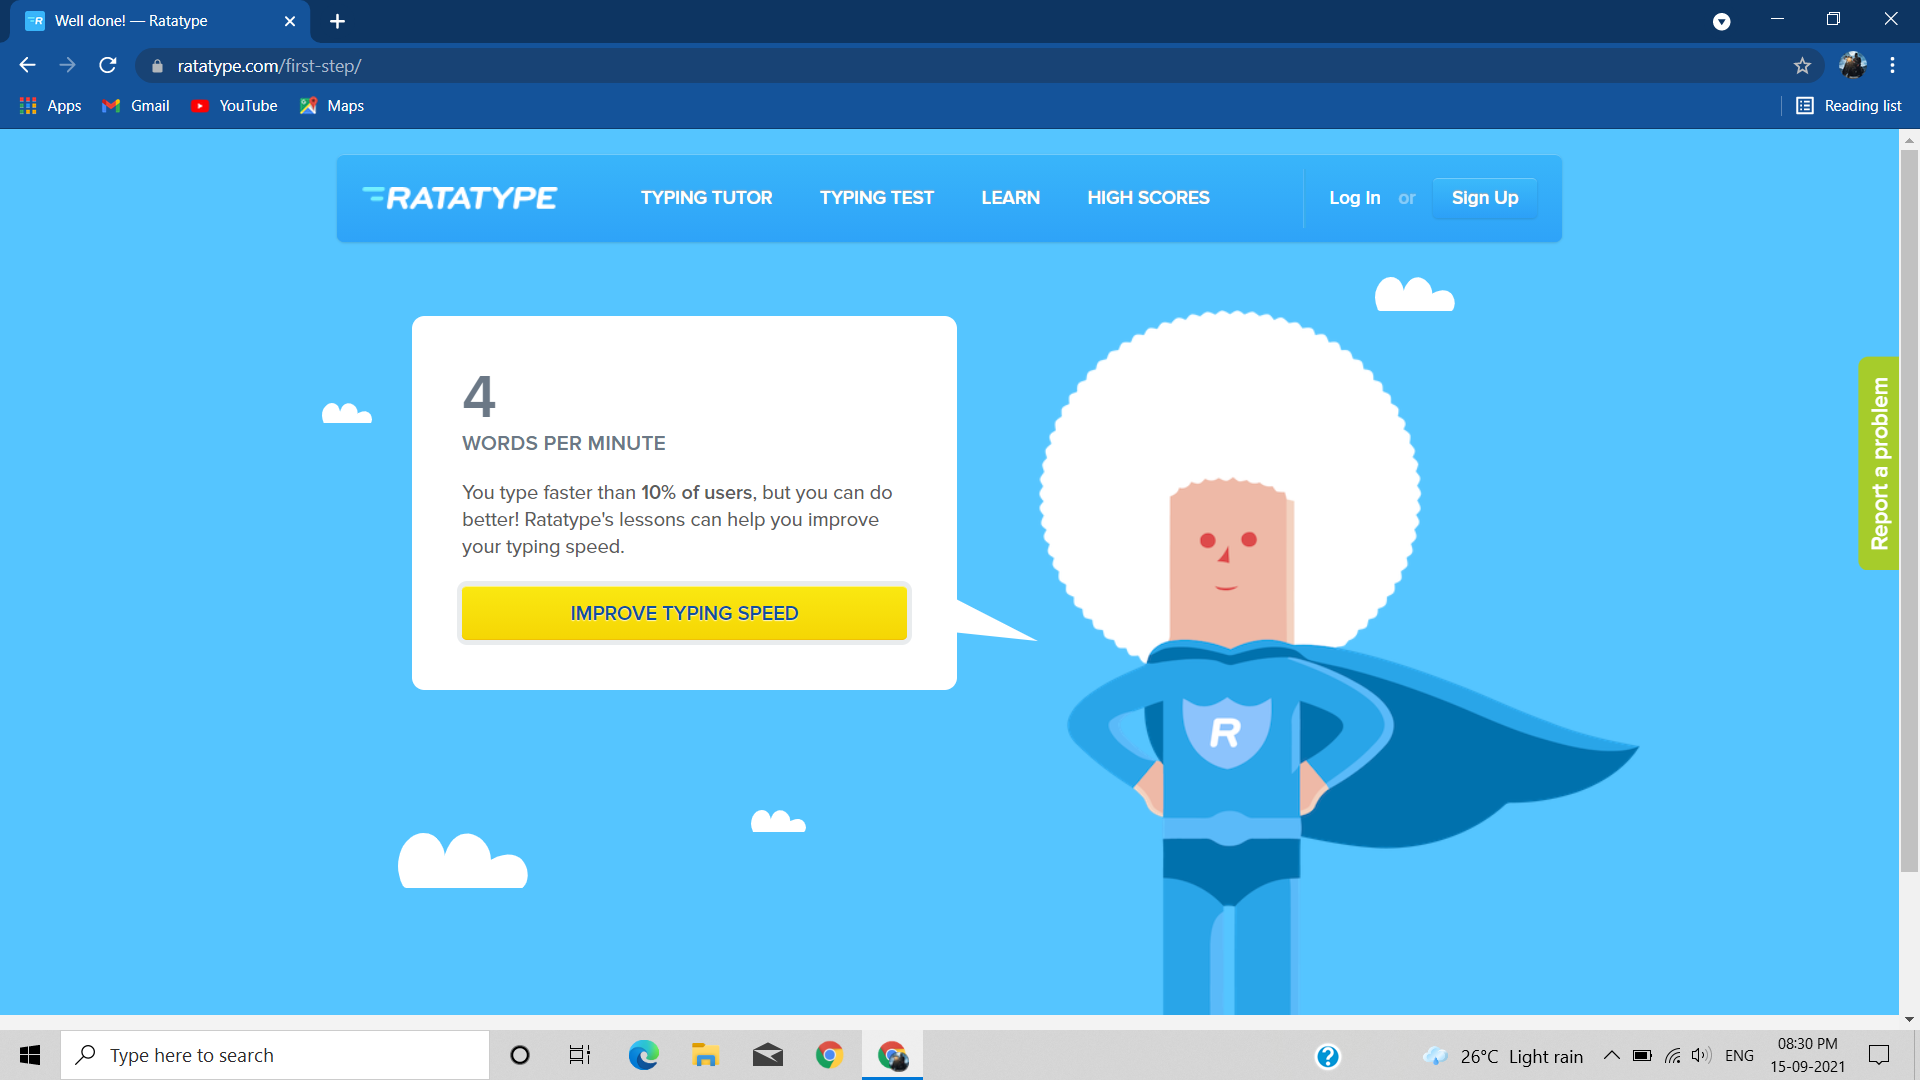 Well done! — Ratatype
ratatype.com/first-step/
Apps
Gmail
YouTube
Maps
Reading list
RATATYPE
TYPING TUTOR
TYPING TEST
LEARN
HIGH SCORES
Log In or Sign Up
4
WORDS PER MINUTE
You type faster than 10% of users, but you can do
better! Ratatype's lessons can help you improve
your typing speed.
IMPROVE TYPING SPEED
R
Report a problem
Type here to search
26°C Light rain
ENG
08:30 PM
15-09-2021